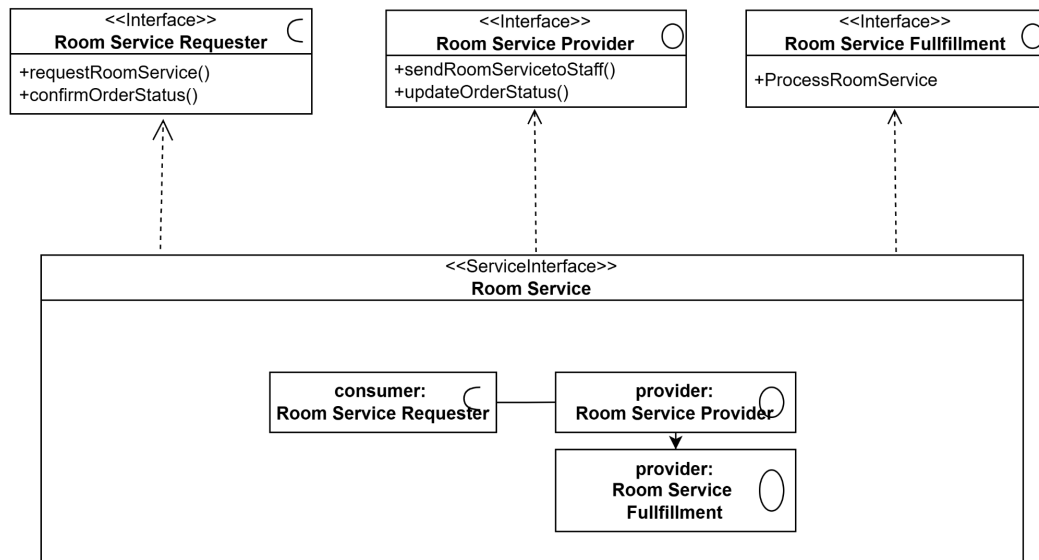 <<Interface>>
Room Service Requester
+requestRoomService()
+confirmOrderStatus()
<<Interface>>
Room Service Provider
+sendRoomServicetoStaff()
+updateOrderStatus()
<<Interface>>
Room Service Fullfillment
+ProcessRoomService
<<ServiceInterface>>
Room Service
consumer:
Room Service Requester
provider:
Room Service Provider
provider:
Room Service
Fullfillment